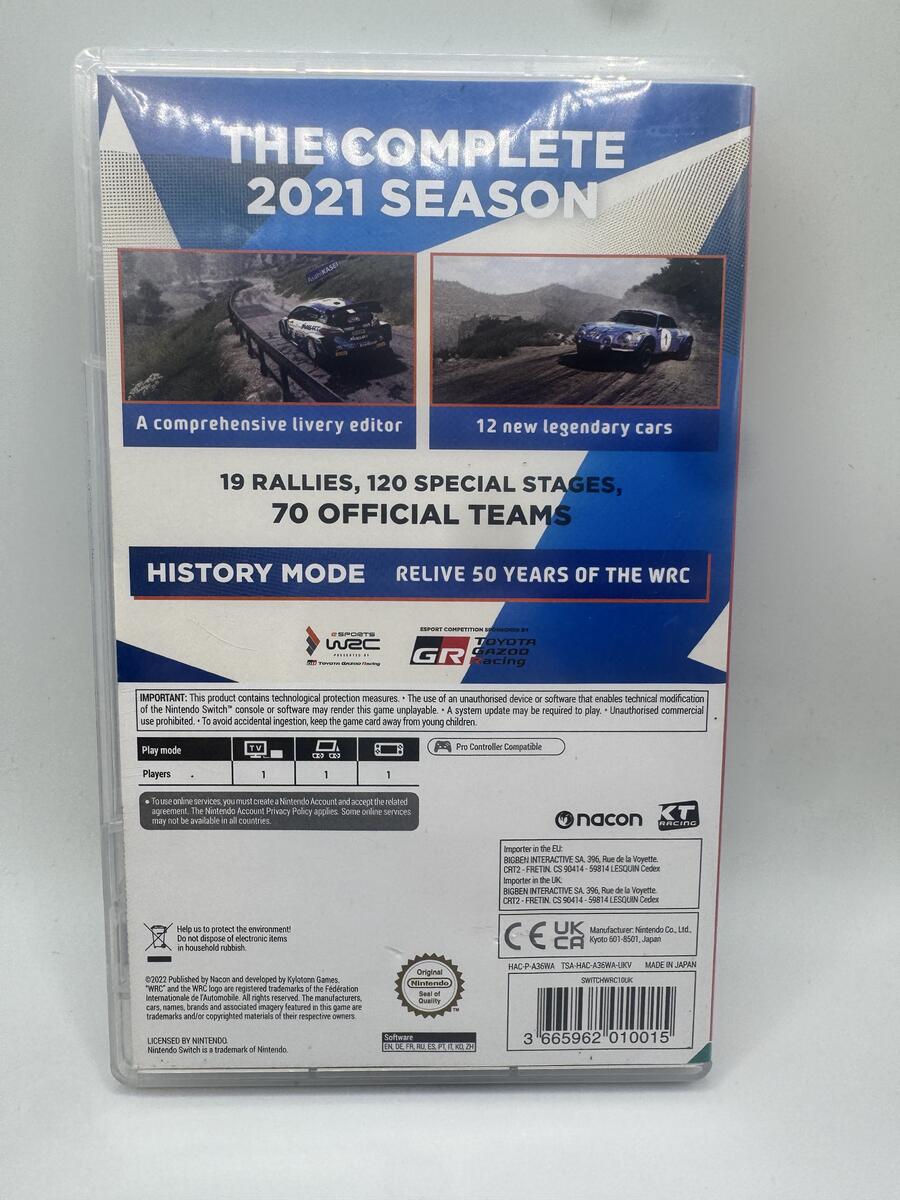 THE COMPLETE
2021 SEASON
A comprehensive livery editor
12 new legendary cars
19 RALLIES, 120 SPECIAL STAGES,
70 OFFICIAL TEAMS
HISTORY MODE RELIVE 50 YEARS OF THE WRC
eSPORTS
WRC
PRESENTED BY
GR TOYOTA GAZOO Racing
ESPORT COMPETITION SPONSORED BY
GR
TOYOTA
GAZOO
Racing
IMPORTANT: This product contains technological protection measures. • The use of an unauthorised device or software that enables technical modification
of the Nintendo Switch™ console or software may render this game unplayable. • A system update may be required to play. • Unauthorised commercial
use prohibited. • To avoid accidental ingestion, keep the game card away from young children.
Play mode TV
Pro Controller Compatible
Players 1 1 1
• To use online services, you must create a Nintendo Account and accept the related
agreement. The Nintendo Account Privacy Policy applies. Some online services
may not be available in all countries.
nacon
KT
RACING
Importer in the EU:
BIGBEN INTERACTIVE SA. 396, Rue de la Voyette.
CRT2 - FRETIN. CS 90414 - 59814 LESQUIN Cedex
Importer in the UK:
BIGBEN INTERACTIVE SA. 396, Rue de la Voyette.
CRT2 - FRETIN. CS 90414 - 59814 LESQUIN Cedex
Help us to protect the environment!
Do not dispose of electronic items
in household rubbish.
CE UK
CA
Manufacturer: Nintendo Co., Ltd.,
Kyoto 601-8501, Japan
HAC-P-A36WA TSA-HAC-A36WA-UKV MADE IN JAPAN
SWITCHWRC10UK
3 665962 010015
©2022 Published by Nacon and developed by Kylotonn Games.
"WRC" and the WRC logo are registered trademarks of the Fédération
Internationale de l'Automobile. All rights reserved. The manufacturers,
cars, names, brands and associated imagery featured in this game are
trademarks and/or copyrighted materials of their respective owners.
LICENSED BY NINTENDO.
Nintendo Switch is a trademark of Nintendo.
Original
Nintendo
Seal of
Quality
TM
Software
EN, DE, FR, RU, ES, PT, IT, KO, ZH